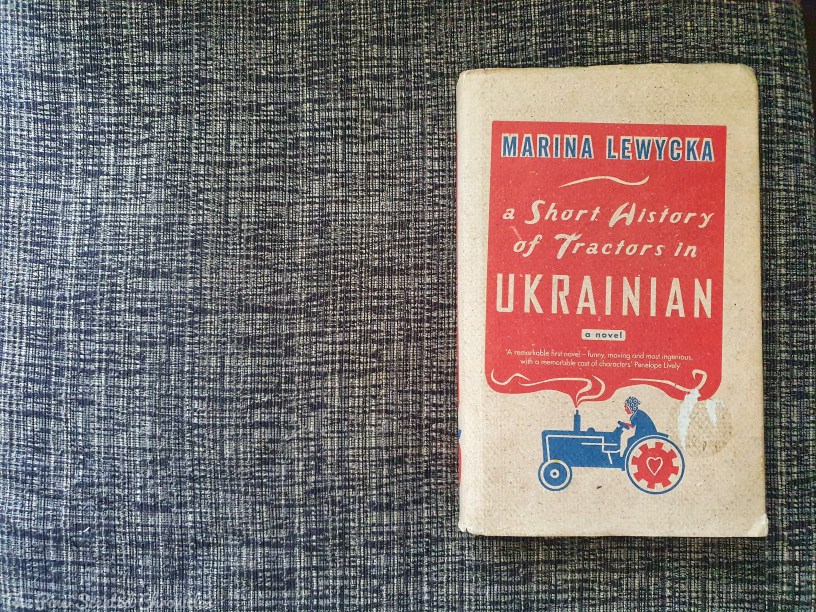 MARINA LEWYCKA
a Short History
of Tractors in
UKRAINIAN
a novel
'A remarkable first novel – funny, moving and most ingenious,
with a memorable cast of characters' Penelope Lively